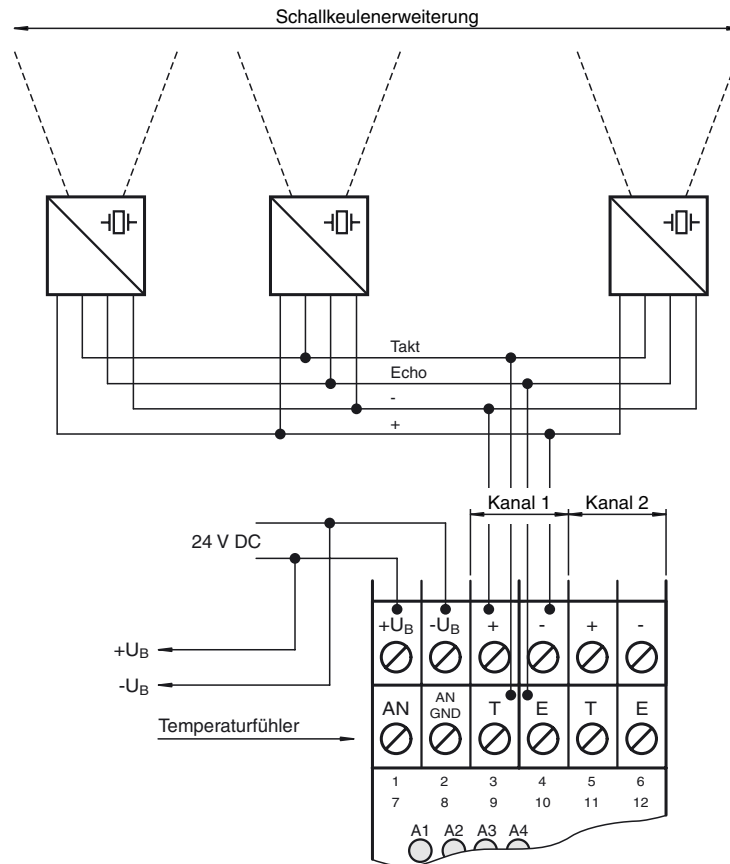 Schallkeulenerweiterung
Takt
Echo
-
+
Kanal 1 Kanal 2
24 V DC
+UB -UB + - + -
+UB
-UB
AN AN GND T E T E
Temperaturfühler
1 2 3 4 5 6
7 8 9 10 11 12
A1 A2 A3 A4